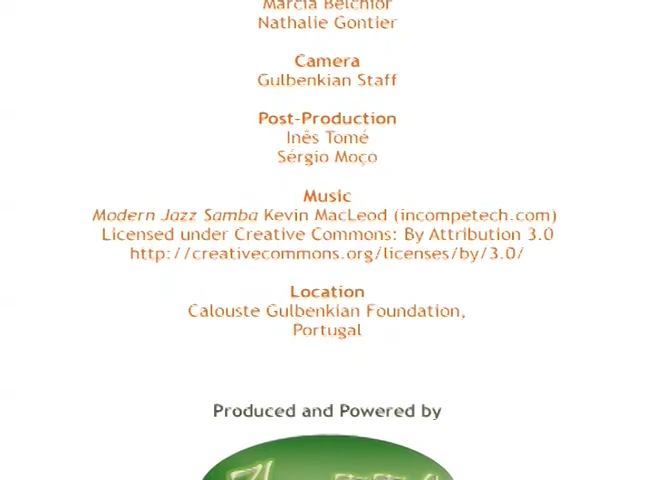 Márcia Belchior
Nathalie Gontier
Camera
Gulbenkian Staff
Post-Production
Inês Tomé
Sérgio Moço
Music
Modern Jazz Samba Kevin MacLeod (incompetech.com)
Licensed under Creative Commons: By Attribution 3.0
http://creativecommons.org/licenses/by/3.0/
Location
Calouste Gulbenkian Foundation,
Portugal
Produced and Powered by